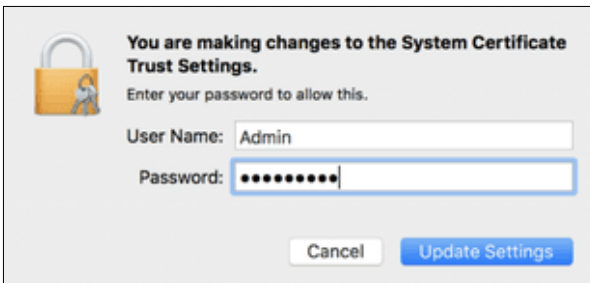 You are making changes to the System Certificate
Trust Settings.
Enter your password to allow this.
User Name: Admin
Password: •••••••••
Cancel Update Settings